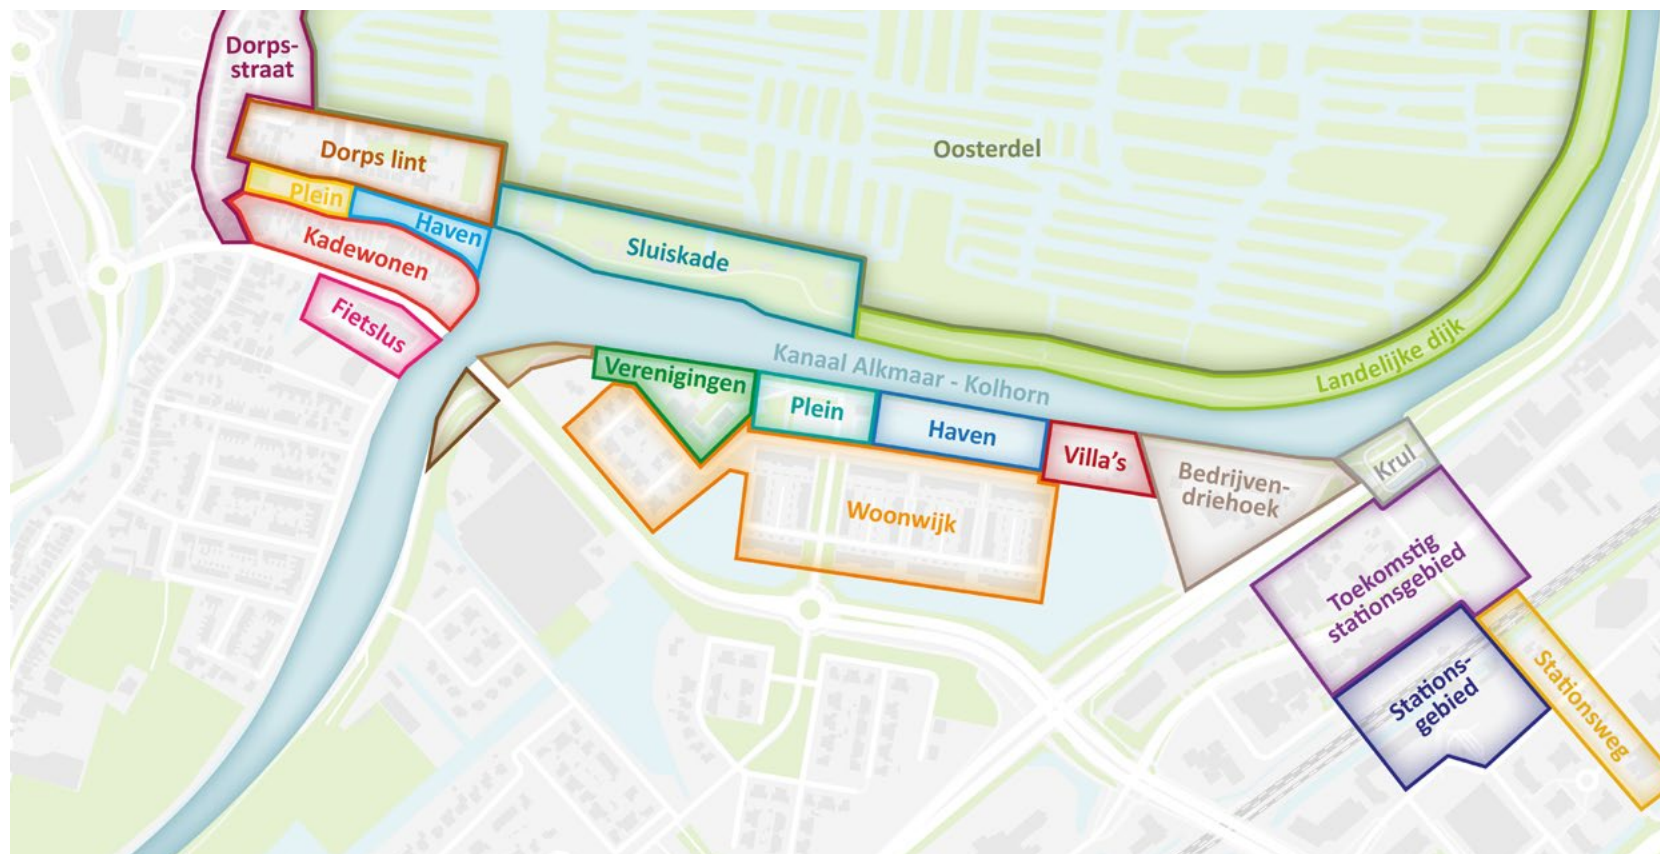 Dorps-
straat
Dorps lint
Oosterdel
Plein
Haven
Kadewonen
Sluiskade
Fietslus
Landelijke dijk
Kanaal Alkmaar - Kolhorn
Verenigingen
Plein
Haven
Villa's
Bedrijven-
driehoek
Krul
Woonwijk
Toekomstig
stationsgebied
Stations-
gebied
Stationsweg